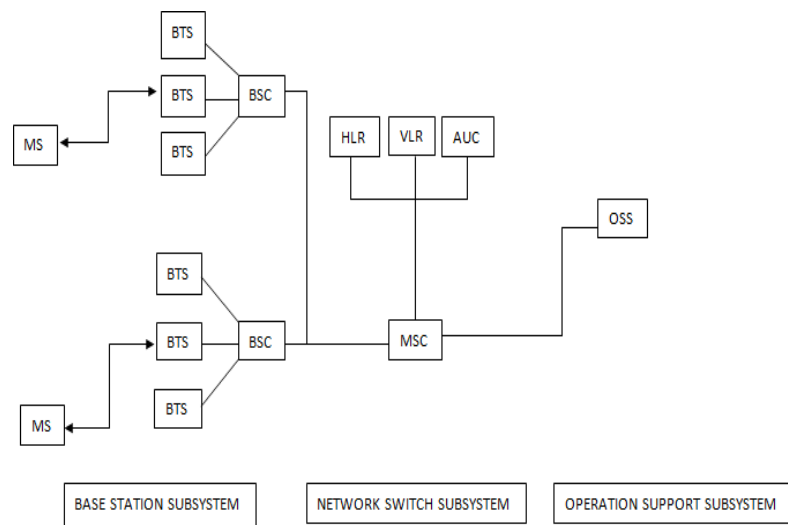 BTS
BTS
BSC
MS
BTS
HLR
VLR
AUC
OSS
BTS
BTS
BSC
MSC
MS
BTS
BASE STATION SUBSYSTEM
NETWORK SWITCH SUBSYSTEM
OPERATION SUPPORT SUBSYSTEM